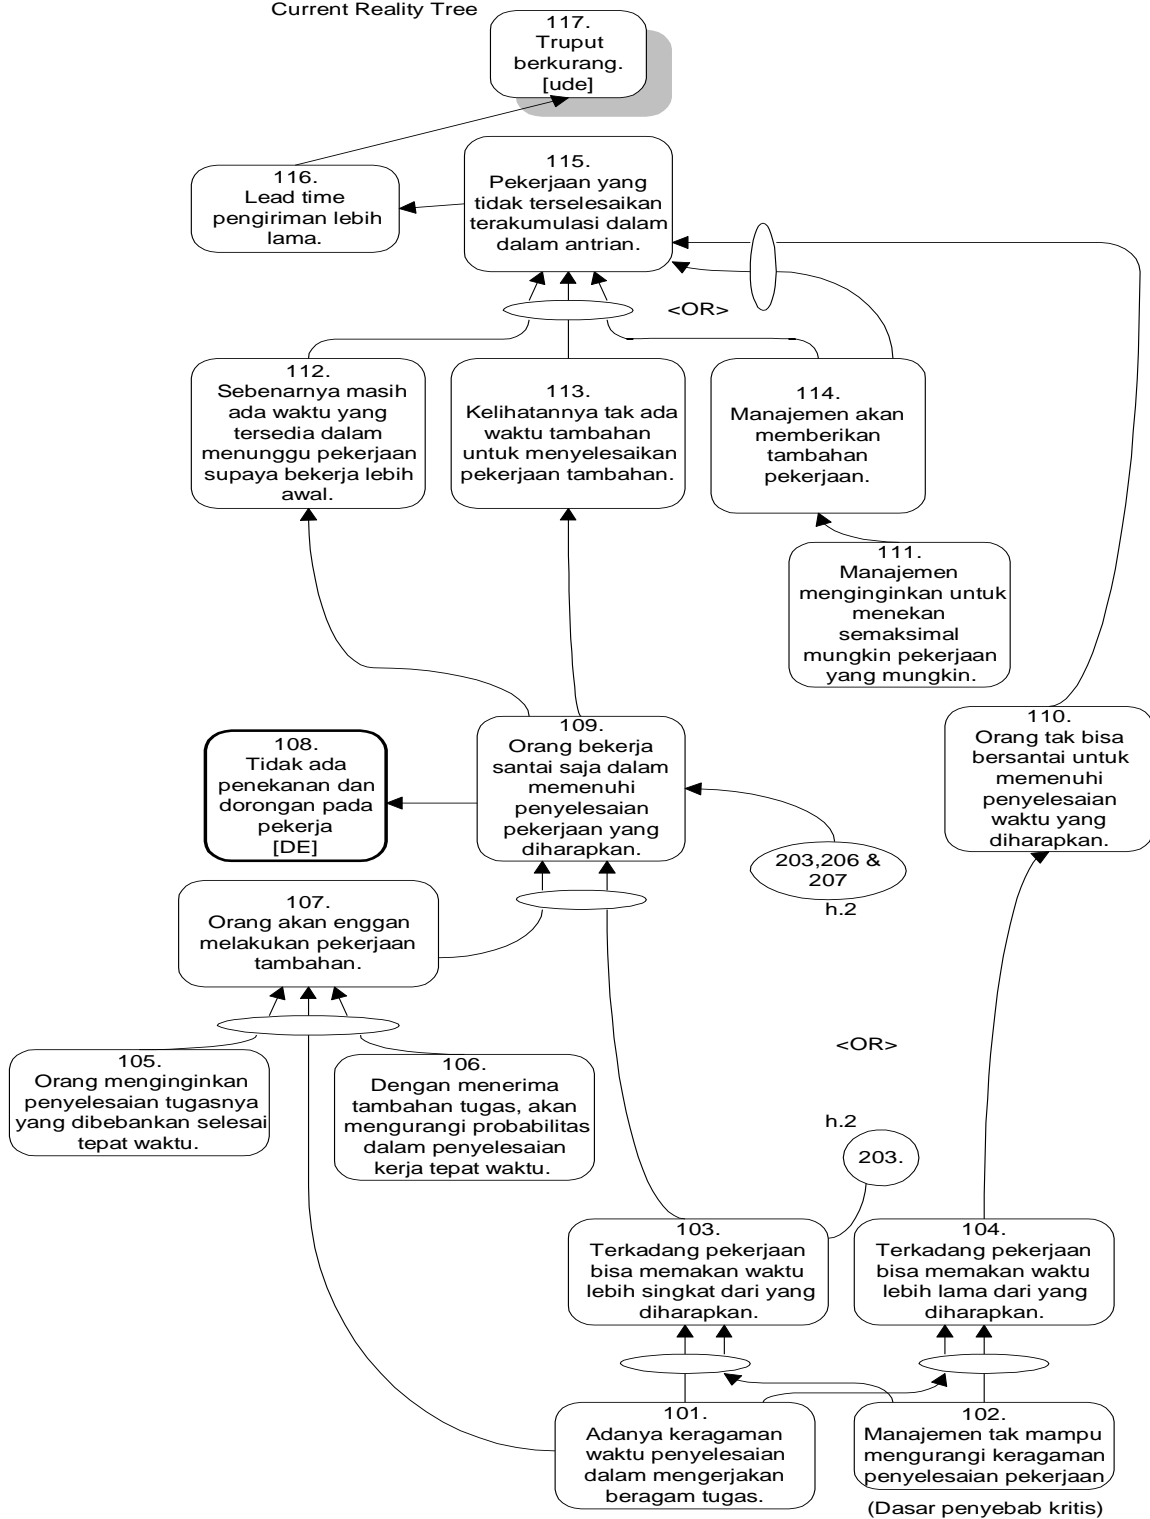 Current Reality Tree
117.
Truput
berkurang.
[ude]
115.
Pekerjaan yang
tidak terselesaikan
terakumulasi dalam
dalam antrian.
116.
Lead time
pengiriman lebih
lama.
<OR>
112.
Sebenarnya masih
ada waktu yang
tersedia dalam
menunggu pekerjaan
supaya bekerja lebih
awal.
113.
Kelihatannya tak ada
waktu tambahan
untuk menyelesaikan
pekerjaan tambahan.
114.
Manajemen akan
memberikan
tambahan
pekerjaan.
111.
Manajemen
menginginkan untuk
menekan
semaksimal
mungkin pekerjaan
yang mungkin.
108.
Tidak ada
penekanan dan
dorongan pada
pekerja
[DE]
109.
Orang bekerja
santai saja dalam
memenuhi
penyelesaian
pekerjaan yang
diharapkan.
110.
Orang tak bisa
bersantai untuk
memenuhi
penyelesaian
waktu yang
diharapkan.
203,206 &
207
h.2
107.
Orang akan enggan
melakukan pekerjaan
tambahan.
105.
Orang menginginkan
penyelesaian tugasnya
yang dibebankan selesai
tepat waktu.
106.
Dengan menerima
tambahan tugas, akan
mengurangi probabilitas
dalam penyelesaian
kerja tepat waktu.
<OR>
h.2
203.
103.
Terkadang pekerjaan
bisa memakan waktu
lebih singkat dari yang
diharapkan.
104.
Terkadang pekerjaan
bisa memakan waktu
lebih lama dari yang
diharapkan.
101.
Adanya keragaman
waktu penyelesaian
dalam mengerjakan
beragam tugas.
102.
Manajemen tak mampu
mengurangi keragaman
penyelesaian pekerjaan
(Dasar penyebab kritis)